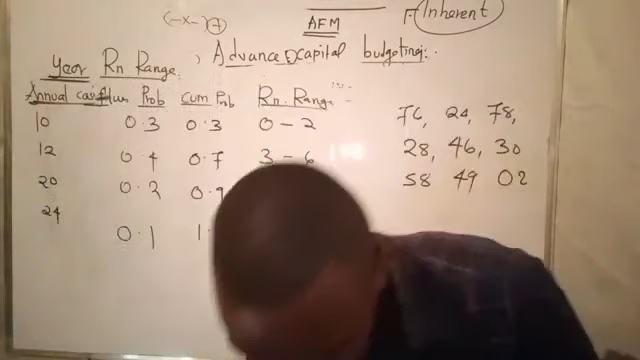 (-x-) +
AFM
F Inherent
Year Rn Range, Advance capital budgeting:
Annual cashflow Prob Cum Prob Rn. Range
10 0.3 0.3 0-2
12 0.4 0.7 3-6
20 0.2 0.9
24 0.1 1.
76, 24, 78,
28, 46, 30
58 49 02